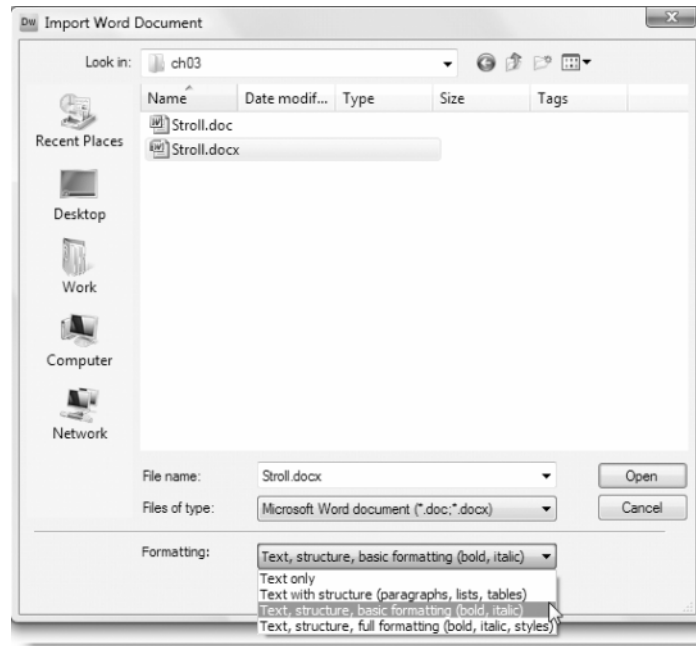 Dw Import Word Document
Look in: ch03
Name Date modif... Type Size Tags
Stroll.doc
Stroll.docx
Recent Places
Desktop
Work
Computer
Network
File name: Stroll.docx Open
Files of type: Microsoft Word document (*.doc;*.docx) Cancel
Formatting: Text, structure, basic formatting (bold, italic)
Text only
Text with structure (paragraphs, lists, tables)
Text, structure, basic formatting (bold, italic)
Text, structure, full formatting (bold, italic, styles)